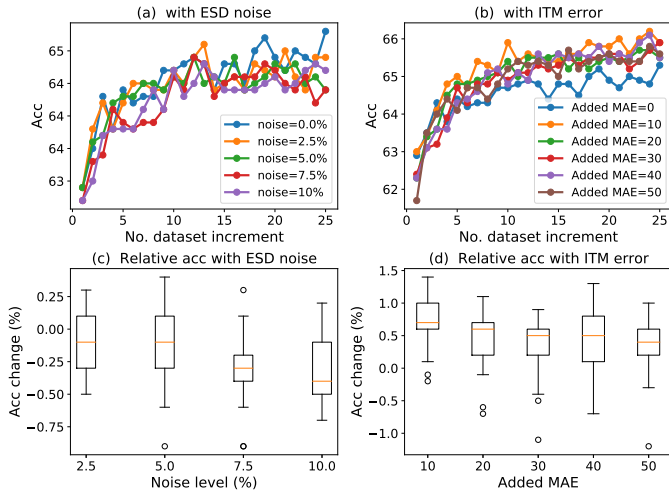 (a) with ESD noise
Acc
65
64
64
64
63
0
5
10
15
20
25
No. dataset increment
noise=0.0%
noise=2.5%
noise=5.0%
noise=7.5%
noise=10%
(b) with ITM error
Acc
66
65
64
63
62
0
5
10
15
20
25
No. dataset increment
Added MAE=0
Added MAE=10
Added MAE=20
Added MAE=30
Added MAE=40
Added MAE=50
(c) Relative acc with ESD noise
Acc change (%)
0.25
0.00
−0.25
−0.50
−0.75
2.5
5.0
7.5
10.0
Noise level (%)
(d) Relative acc with ITM error
Acc change (%)
1.5
1.0
0.5
0.0
−0.5
−1.0
10
20
30
40
50
Added MAE